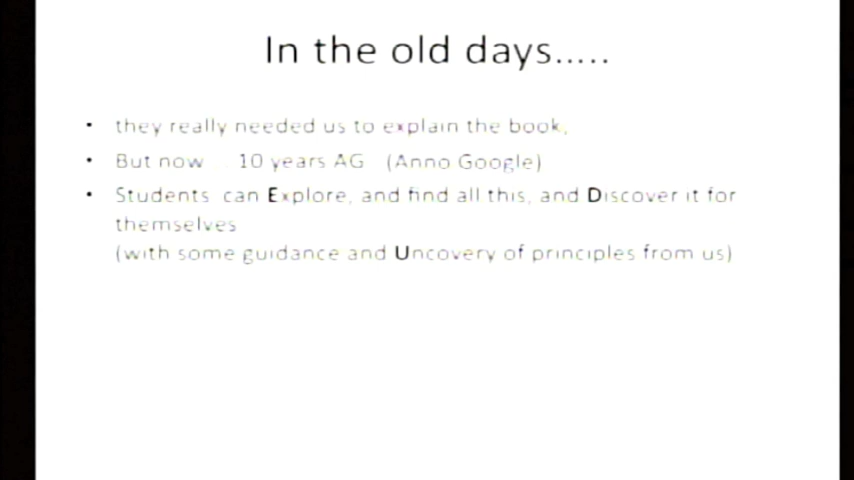 In the old days.....
• they really needed us to explain the book,
• But now .. 10 years AG (Anno Google)
• Students can Explore, and find all this, and Discover it for
themselves
(with some guidance and Uncovery of principles from us)